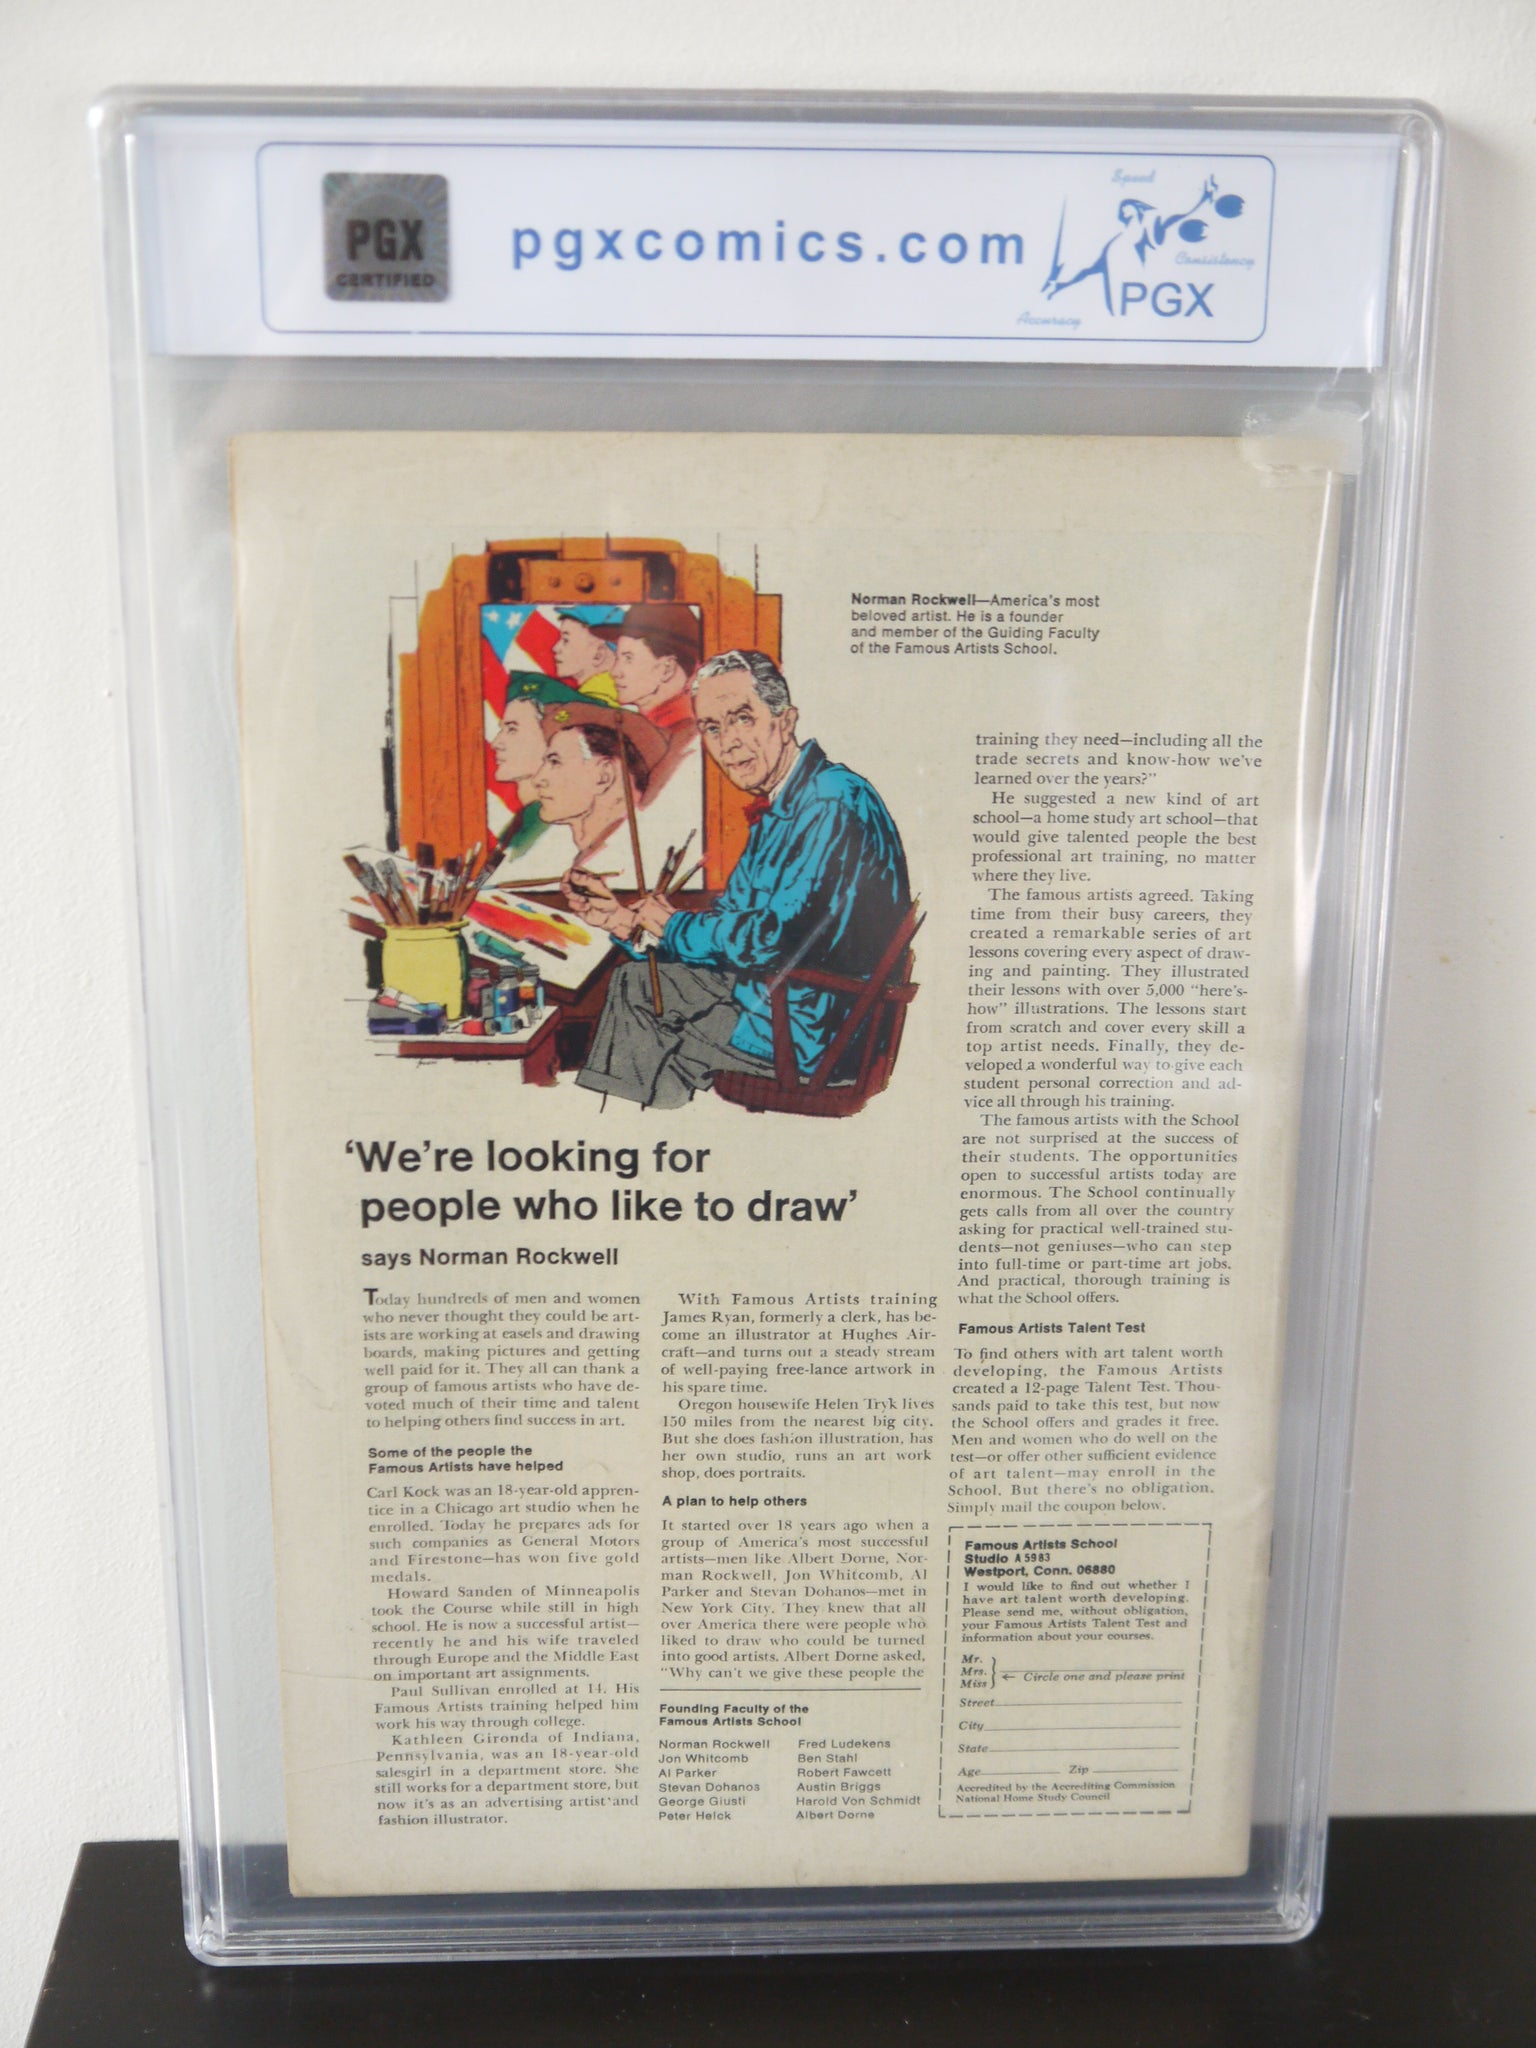 PGX
CERTIFIED
pgxcomics.com
Speed
Consistency
Accuracy
PGX
Norman Rockwell—America's most
beloved artist. He is a founder
and member of the Guiding Faculty
of the Famous Artists School.
'We're looking for
people who like to draw'
says Norman Rockwell
Today hundreds of men and women
who never thought they could be art-
ists are working at easels and drawing
boards, making pictures and getting
well paid for it. They all can thank a
group of famous artists who have de-
voted much of their time and talent
to helping others find success in art.
Some of the people the
Famous Artists have helped
Carl Kock was an 18-year-old appren-
tice in a Chicago art studio when he
enrolled. Today he prepares ads for
such companies as General Motors
and Firestone—has won five gold
medals.
Howard Sanden of Minneapolis
took the Course while still in high
school. He is now a successful artist—
recently he and his wife traveled
through Europe and the Middle East
on important art assignments.
Paul Sullivan enrolled at 14. His
Famous Artists training helped him
work his way through college.
Kathleen Gironda of Indiana,
Pennsylvania, was an 18-year-old
salesgirl in a department store. She
still works for a department store, but
now it's as an advertising artist and
fashion illustrator.
With Famous Artists training
James Ryan, formerly a clerk, has be-
come an illustrator at Hughes Air-
craft—and turns out a steady stream
of well-paying free-lance artwork in
his spare time.
Oregon housewife Helen Tryk lives
150 miles from the nearest big city.
But she does fashion illustration, has
her own studio, runs an art work
shop, does portraits.
A plan to help others
It started over 18 years ago when a
group of America's most successful
artists—men like Albert Dorne, Nor-
man Rockwell, Jon Whitcomb, Al
Parker and Stevan Dohanos—met in
New York City. They knew that all
over America there were people who
liked to draw who could be turned
into good artists. Albert Dorne asked,
"Why can't we give these people the
Founding Faculty of the
Famous Artists School
Norman Rockwell
Jon Whitcomb
Al Parker
Stevan Dohanos
George Giusti
Peter Helck
Fred Ludekens
Ben Stahl
Robert Fawcett
Austin Briggs
Harold Von Schmidt
Albert Dorne
training they need—including all the
trade secrets and know-how we've
learned over the years?"
He suggested a new kind of art
school—a home study art school—that
would give talented people the best
professional art training, no matter
where they live.
The famous artists agreed. Taking
time from their busy careers, they
created a remarkable series of art
lessons covering every aspect of draw-
ing and painting. They illustrated
their lessons with over 5,000 "here's-
how" illustrations. The lessons start
from scratch and cover every skill a
top artist needs. Finally, they de-
veloped a wonderful way to give each
student personal correction and ad-
vice all through his training.
The famous artists with the School
are not surprised at the success of
their students. The opportunities
open to successful artists today are
enormous. The School continually
gets calls from all over the country
asking for practical well-trained stu-
dents—not geniuses—who can step
into full-time or part-time art jobs.
And practical, thorough training is
what the School offers.
Famous Artists Talent Test
To find others with art talent worth
developing, the Famous Artists
created a 12-page Talent Test. Thou-
sands paid to take this test, but now
the School offers and grades it free.
Men and women who do well on the
test—or offer other sufficient evidence
of art talent—may enroll in the
School. But there's no obligation.
Simply mail the coupon below.
Famous Artists School
Studio A 5983
Westport, Conn. 06880
I would like to find out whether I
have art talent worth developing.
Please send me, without obligation,
your Famous Artists Talent Test and
information about your courses.
Mr.
Mrs. ← Circle one and please print
Miss
Street
City
State
Age Zip
Accredited by the Accrediting Commission
National Home Study Council